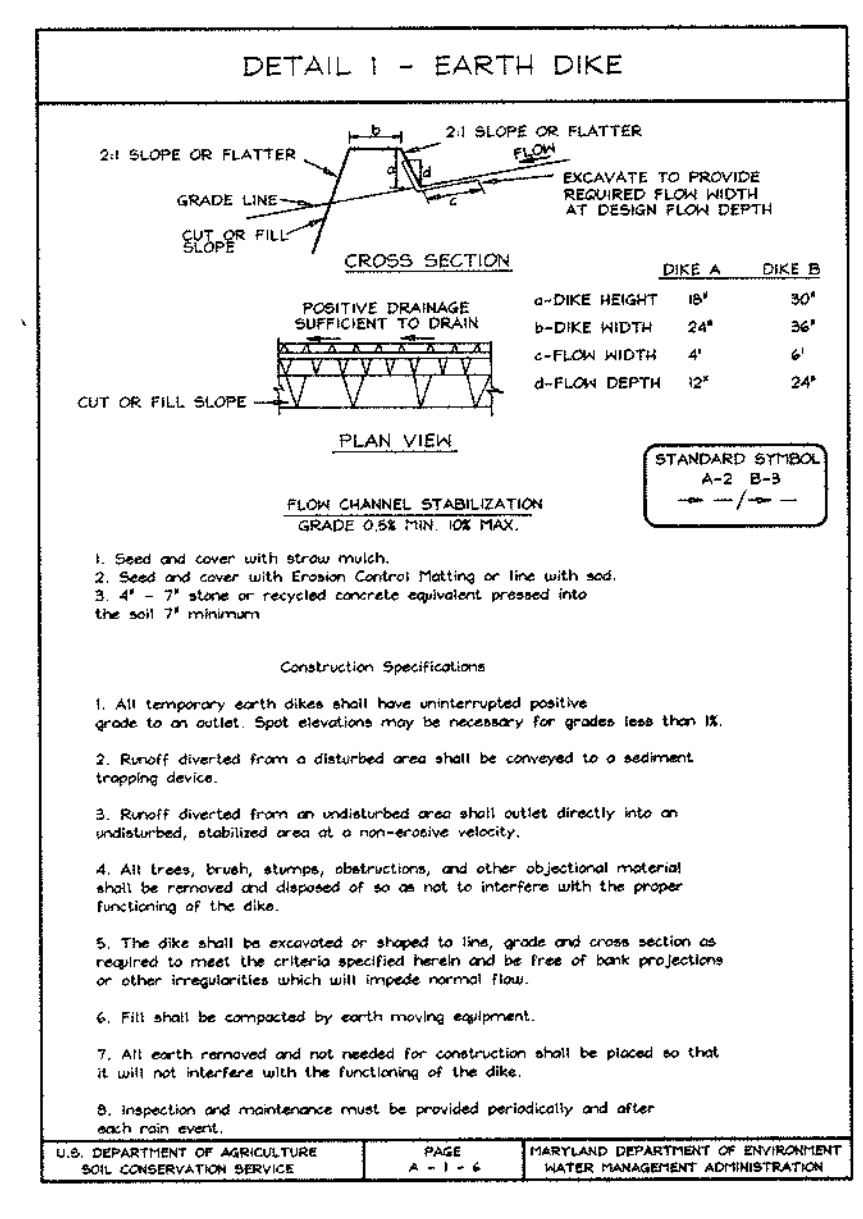 DETAIL 1 - EARTH DIKE
b
2:1 SLOPE OR FLATTER
2:1 SLOPE OR FLATTER
FLOW
a
d
EXCAVATE TO PROVIDE
REQUIRED FLOW WIDTH
AT DESIGN FLOW DEPTH
GRADE LINE
c
CUT OR FILL
SLOPE
CROSS SECTION
DIKE A DIKE B
a-DIKE HEIGHT 18" 30"
b-DIKE WIDTH 24" 36"
c-FLOW WIDTH 4' 6'
d-FLOW DEPTH 12" 24"
POSITIVE DRAINAGE
SUFFICIENT TO DRAIN
CUT OR FILL SLOPE
PLAN VIEW
STANDARD SYMBOL
A-2 B-3
/
FLOW CHANNEL STABILIZATION
GRADE 0.5% MIN. 10% MAX.
1. Seed and cover with straw mulch.
2. Seed and cover with Erosion Control Matting or line with sod.
3. 4" - 7" stone or recycled concrete equivalent pressed into
the soil 7" minimum
Construction Specifications
1. All temporary earth dikes shall have uninterrupted positive
grade to an outlet. Spot elevations may be necessary for grades less than 1%.
2. Runoff diverted from a disturbed area shall be conveyed to a sediment
trapping device.
3. Runoff diverted from an undisturbed area shall outlet directly into an
undisturbed, stabilized area at a non-erosive velocity.
4. All trees, brush, stumps, obstructions, and other objectional material
shall be removed and disposed of so as not to interfere with the proper
functioning of the dike.
5. The dike shall be excavated or shaped to line, grade and cross section as
required to meet the criteria specified herein and be free of bank projections
or other irregularities which will impede normal flow.
6. Fill shall be compacted by earth moving equipment.
7. All earth removed and not needed for construction shall be placed so that
it will not interfere with the functioning of the dike.
8. Inspection and maintenance must be provided periodically and after
each rain event.
U.S. DEPARTMENT OF AGRICULTURE
SOIL CONSERVATION SERVICE
PAGE
A - 1 - 6
MARYLAND DEPARTMENT OF ENVIRONMENT
WATER MANAGEMENT ADMINISTRATION